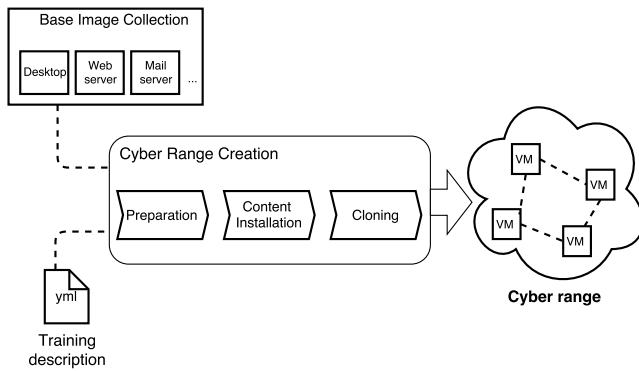 Base Image Collection
Desktop
Web
server
Mail
server
...
Cyber Range Creation
Preparation
Content
Installation
Cloning
VM
VM
VM
VM
Cyber range
yml
Training
description